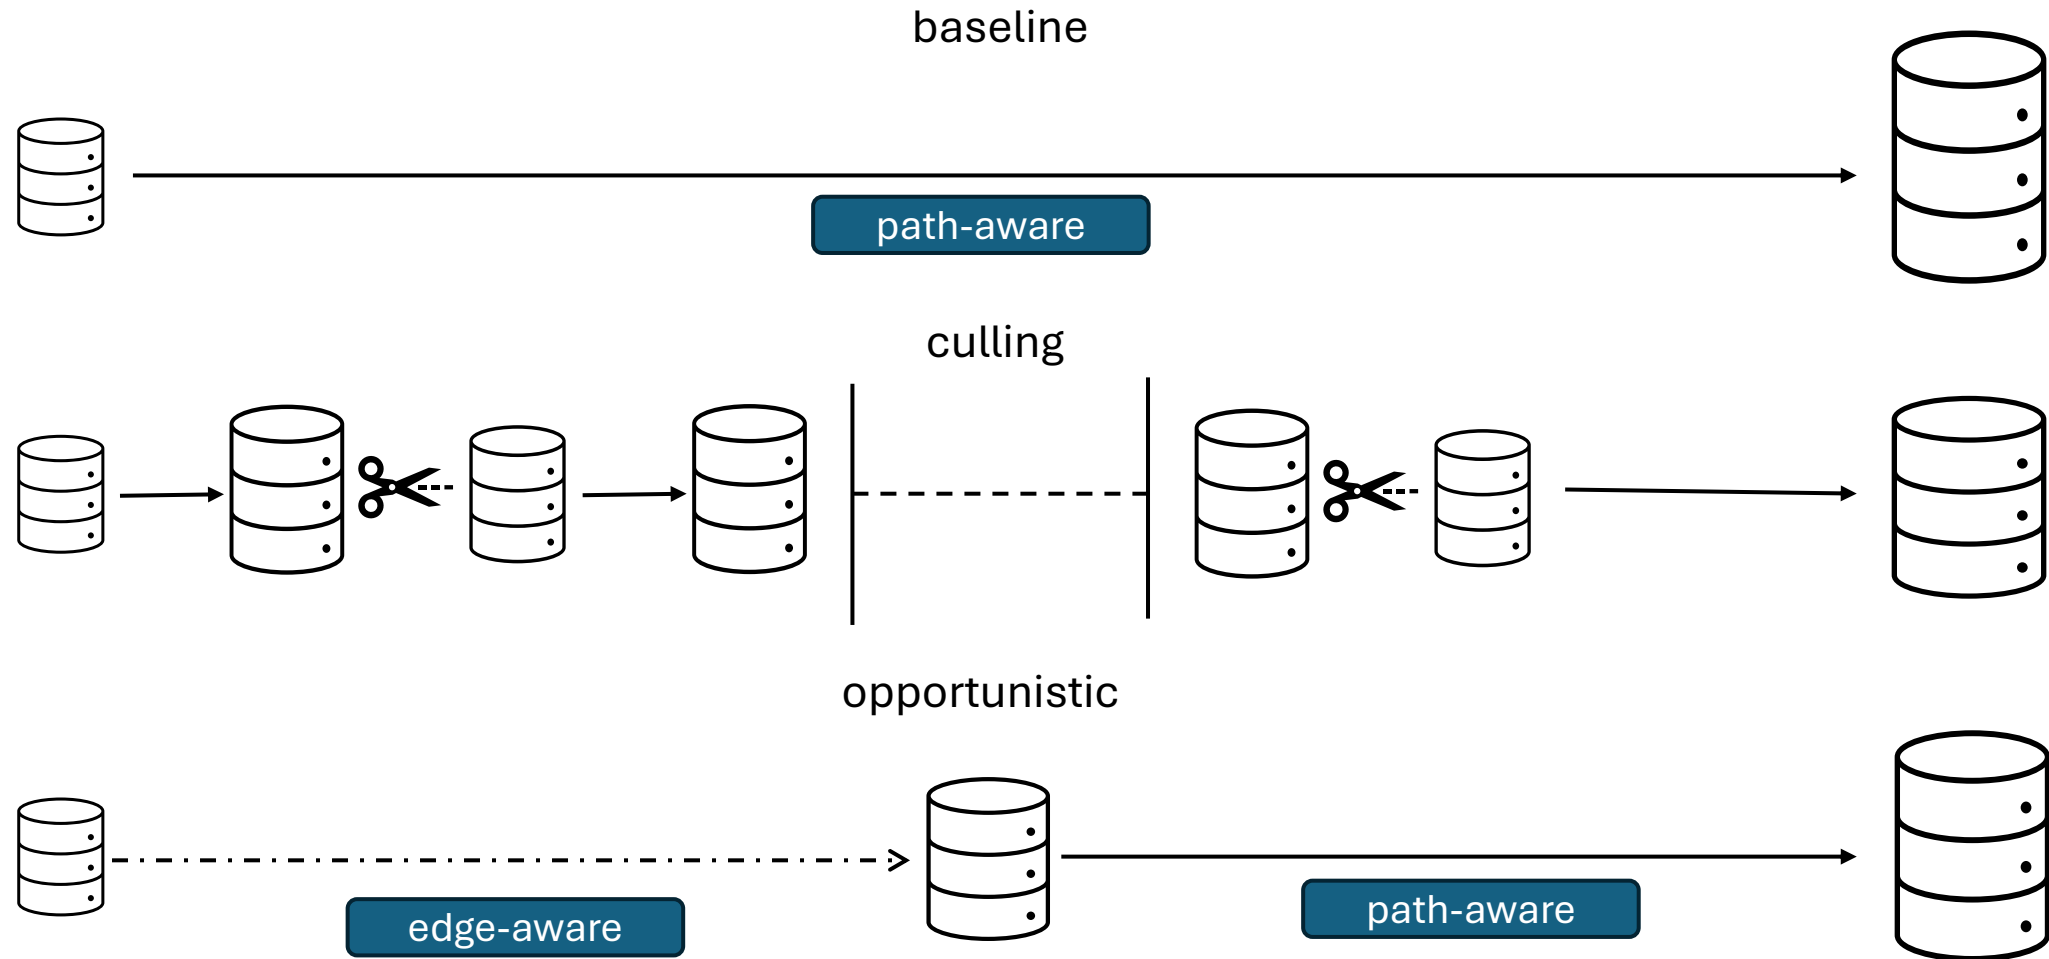 baseline
path-aware
culling
opportunistic
edge-aware
path-aware